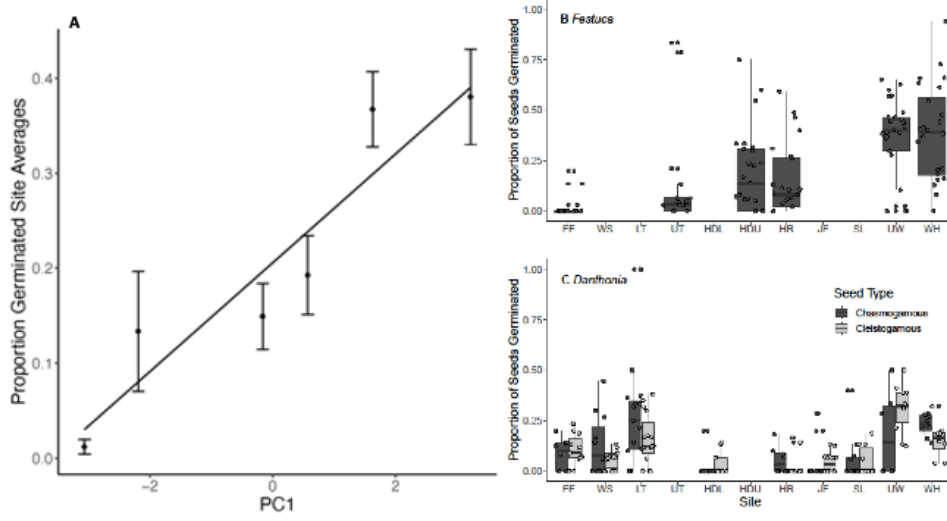 A
Proportion Germinated Site Averages
0.4
0.3
0.2
0.1
0.0
−2
0
2
PC1
B Festuca
Proportion of Seeds Germinated
1.00
0.75
0.50
0.25
0.00
EF WS LT UT HDL HDU HR JE SL UW WH
C Danthonia
Proportion of Seeds Germinated
1.00
0.75
0.50
0.25
0.00
Seed Type
Chasmogamous
Cleistogamous
EF WS LT UT HDL HDU HR JE SL UW WH
Site